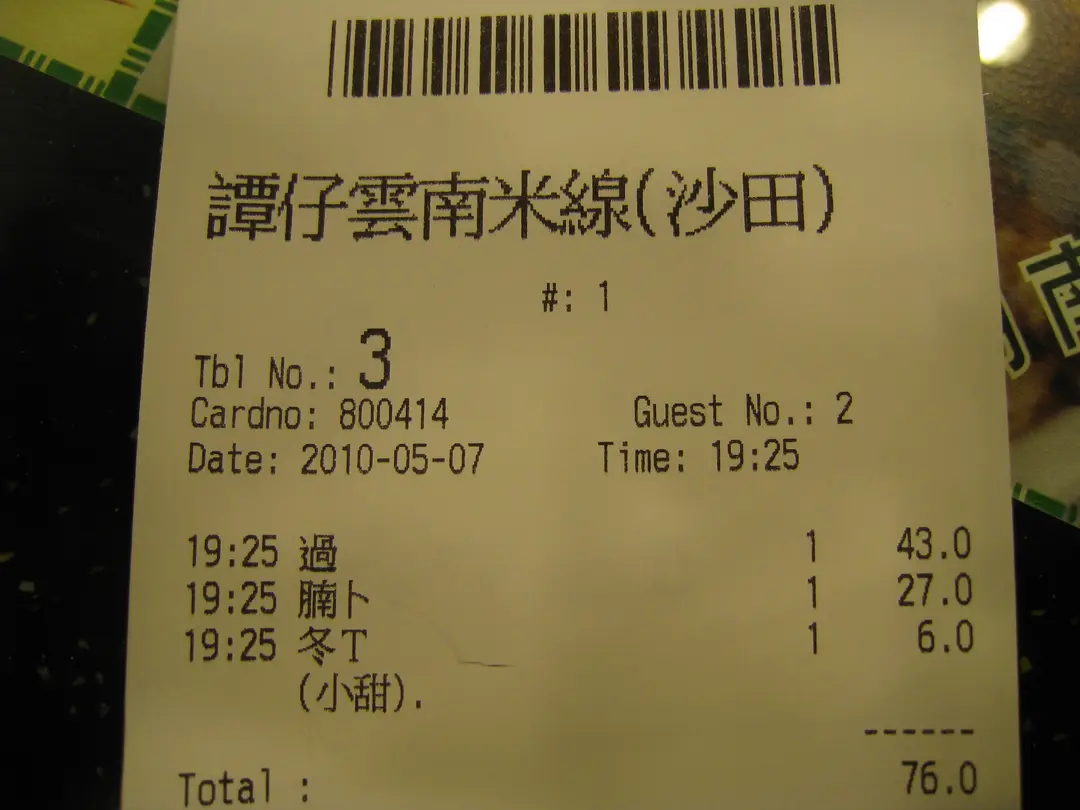 譚仔雲南米線(沙田)
#: 1
Tbl No.: 3
Cardno: 800414 Guest No.: 2
Date: 2010-05-07 Time: 19:25
19:25 過 1 43.0
19:25 腩卜 1 27.0
19:25 冬T 1 6.0
(小甜).
------
Total : 76.0
南